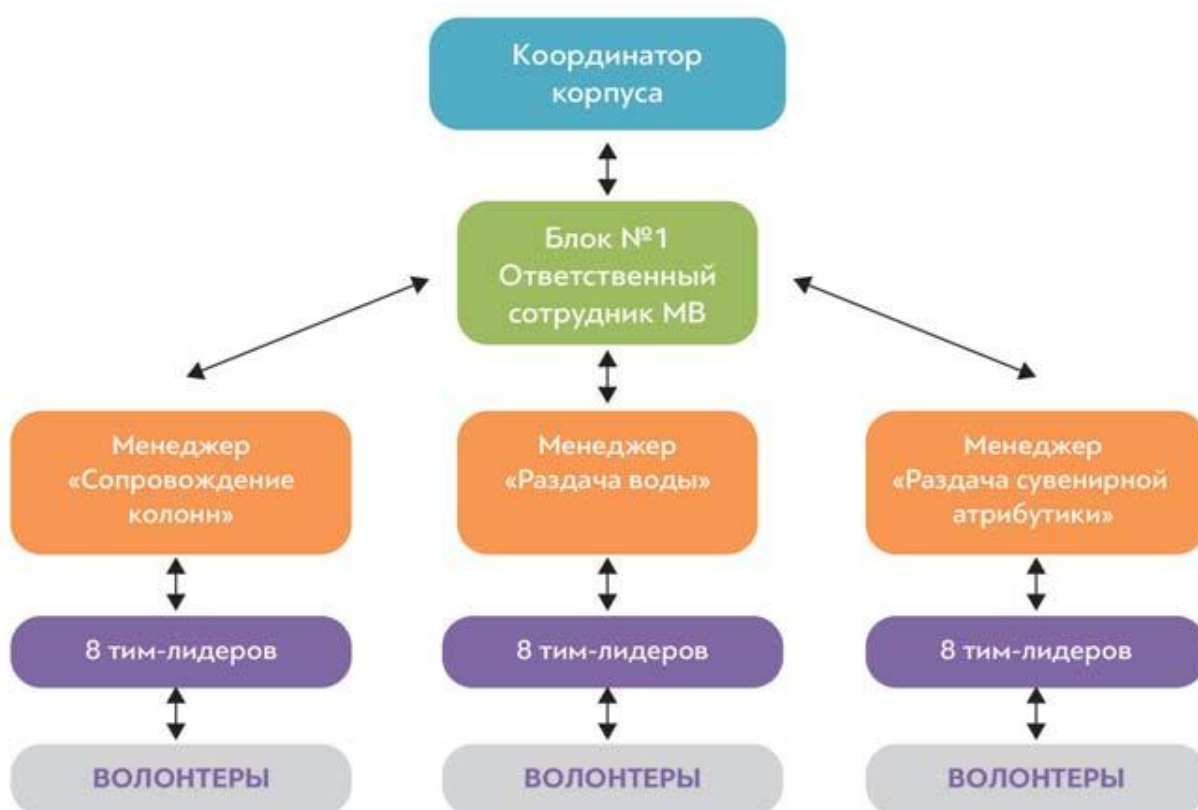 Координатор
корпуса
Блок №1
Ответственный
сотрудник МВ
Менеджер
«Сопровождение
колонн»
Менеджер
«Раздача воды»
Менеджер
«Раздача сувенирной
атрибутики»
8 тим-лидеров
8 тим-лидеров
8 тим-лидеров
ВОЛОНТЕРЫ
ВОЛОНТЕРЫ
ВОЛОНТЕРЫ